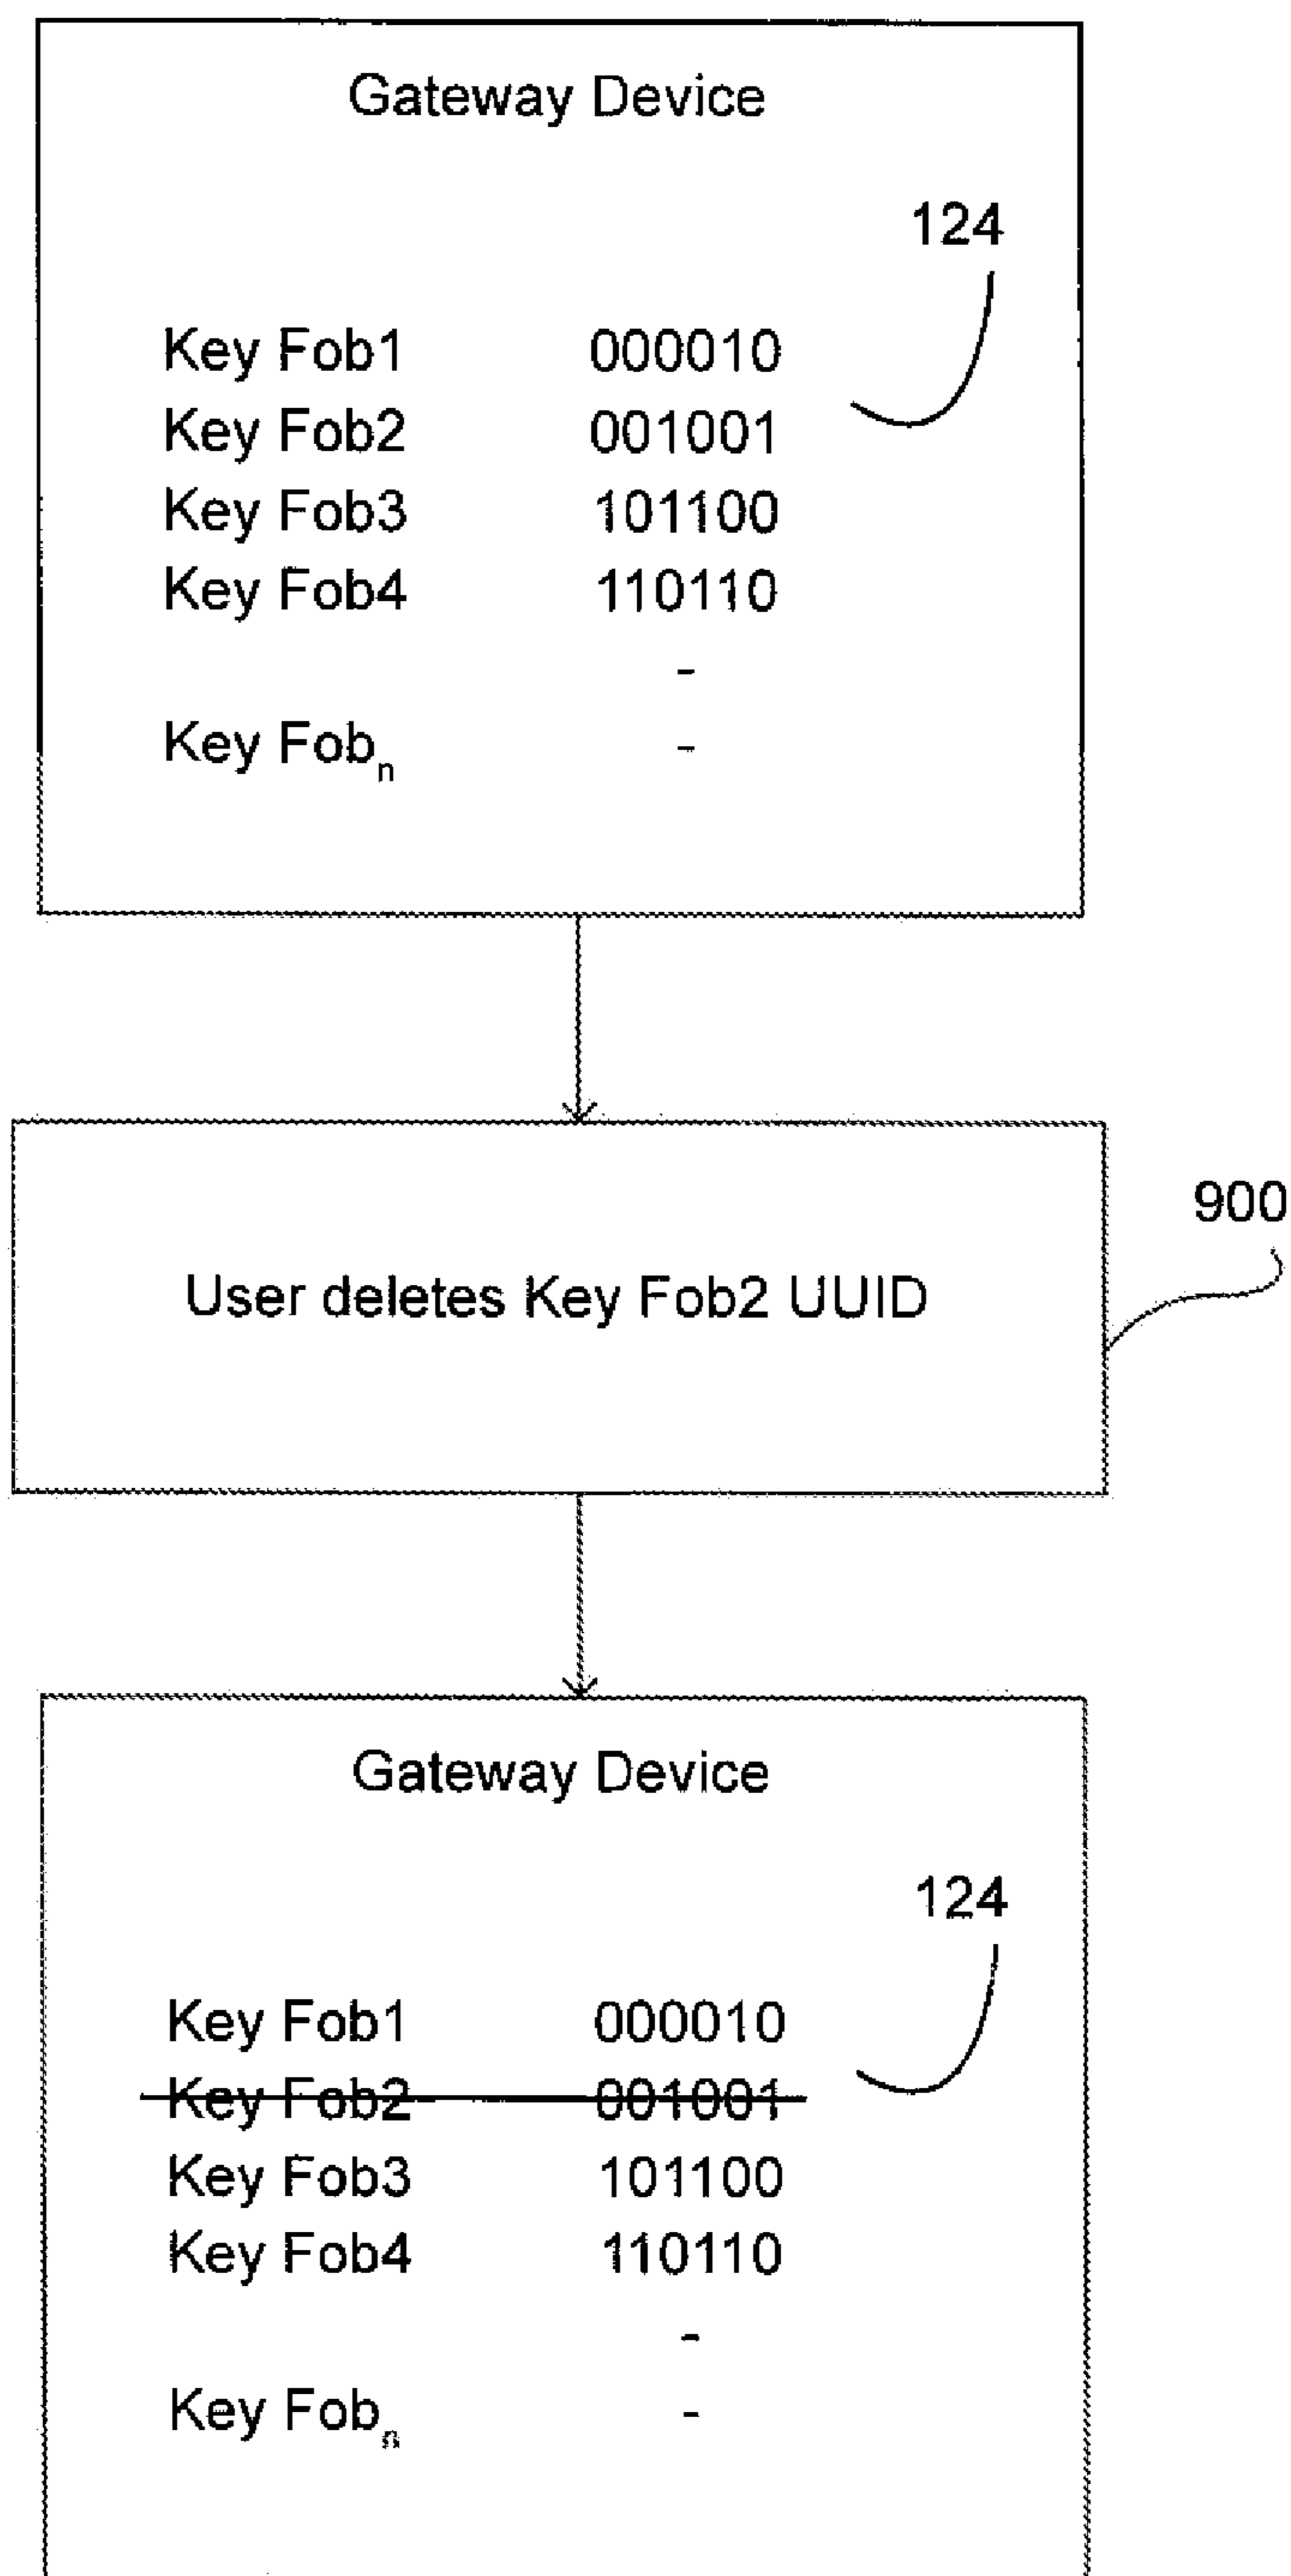 Gateway Device
124
Key Fob1 000010
Key Fob2 001001
Key Fob3 101100
Key Fob4 110110
-
Key Fobn -
User deletes Key Fob2 UUID
900
Gateway Device
124
Key Fob1 000010
Key Fob2 001001
Key Fob3 101100
Key Fob4 110110
-
Key Fobn -